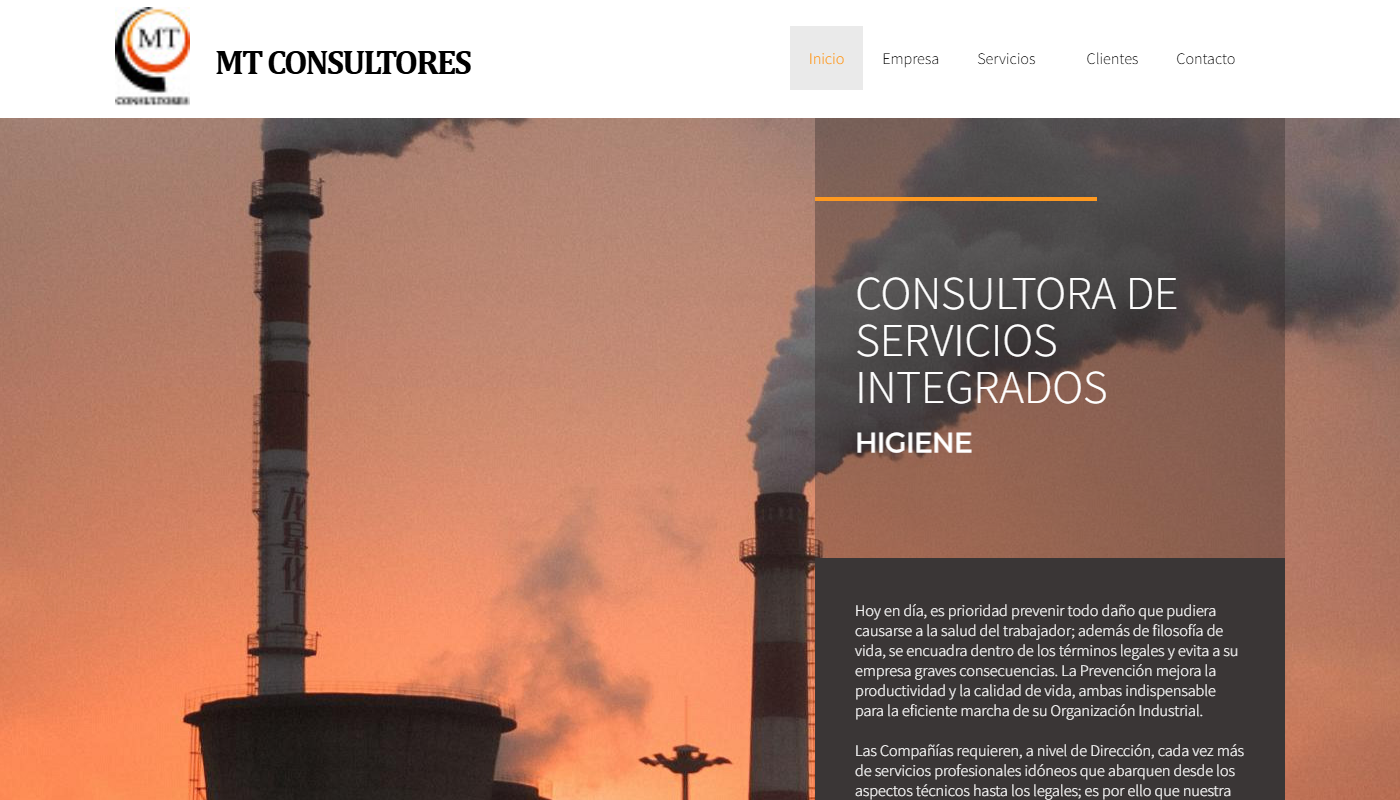 MT
CONSULTORES
MT CONSULTORES
Inicio
Empresa
Servicios
Clientes
Contacto
CONSULTORA DE
SERVICIOS
INTEGRADOS
HIGIENE
龙星化工
Hoy en día, es prioridad prevenir todo daño que pudiera
causarse a la salud del trabajador; además de filosofía de
vida, se encuadra dentro de los términos legales y evita a su
empresa graves consecuencias. La Prevención mejora la
productividad y la calidad de vida, ambas indispensable
para la eficiente marcha de su Organización Industrial.
Las Compañías requieren, a nivel de Dirección, cada vez más
de servicios profesionales idóneos que abarquen desde los
aspectos técnicos hasta los legales; es por ello que nuestra